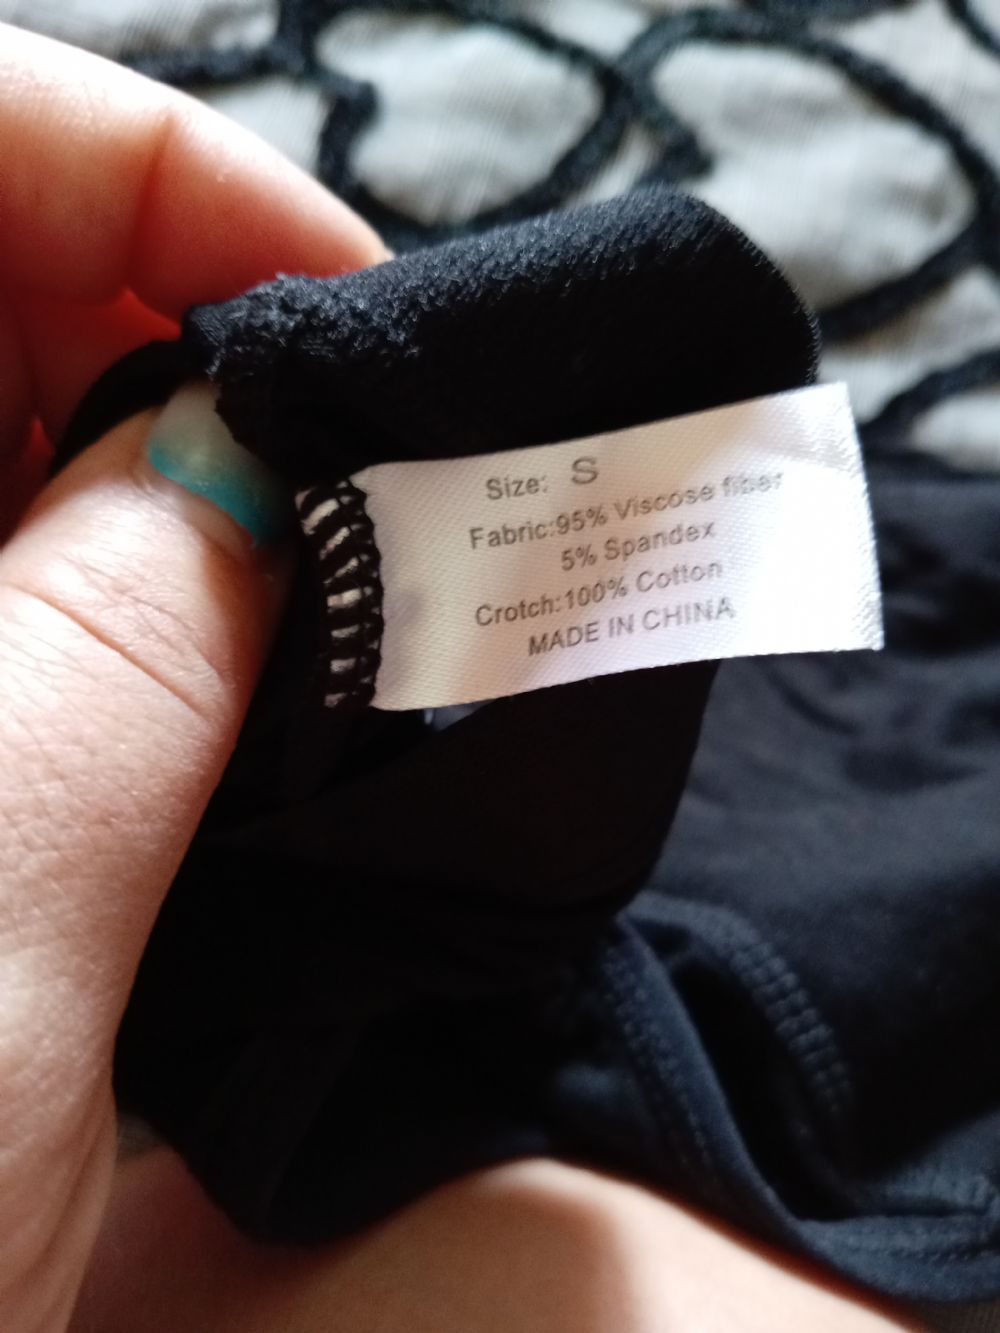 Size: S
Fabric:95% Viscose fiber
5% Spandex
Crotch:100% Cotton
MADE IN CHINA